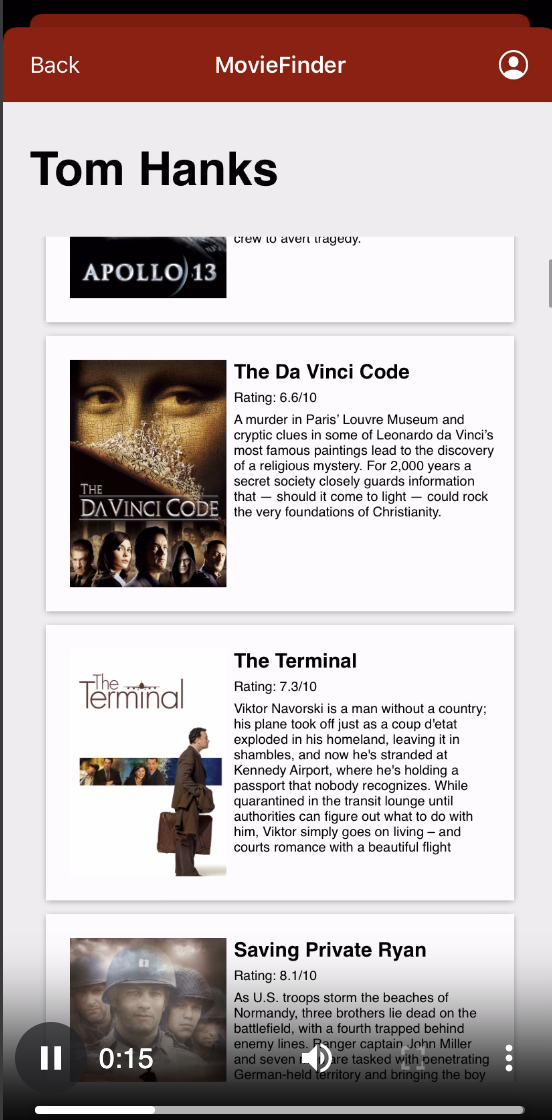 Back
MovieFinder
Tom Hanks
crew to avert tragedy.
APOLLO 13
The Da Vinci Code
Rating: 6.6/10
A murder in Paris' Louvre Museum and
cryptic clues in some of Leonardo da Vinci's
most famous paintings lead to the discovery
of a religious mystery. For 2,000 years a
secret society closely guards information
that — should it come to light — could rock
the very foundations of Christianity.
THE
DA VINCI CODE
The Terminal
Rating: 7.3/10
Viktor Navorski is a man without a country;
his plane took off just as a coup d'etat
exploded in his homeland, leaving it in
shambles, and now he's stranded at
Kennedy Airport, where he's holding a
passport that nobody recognizes. While
quarantined in the transit lounge until
authorities can figure out what to do with
him, Viktor simply goes on living – and
courts romance with a beautiful flight
The
Terminal
Saving Private Ryan
Rating: 8.1/10
As U.S. troops storm the beaches of
Normandy, three brothers lie dead on the
battlefield, with a fourth trapped behind
enemy lines. Ranger captain John Miller
and seven are tasked with penetrating
German-held territory and bringing the boy
0:15